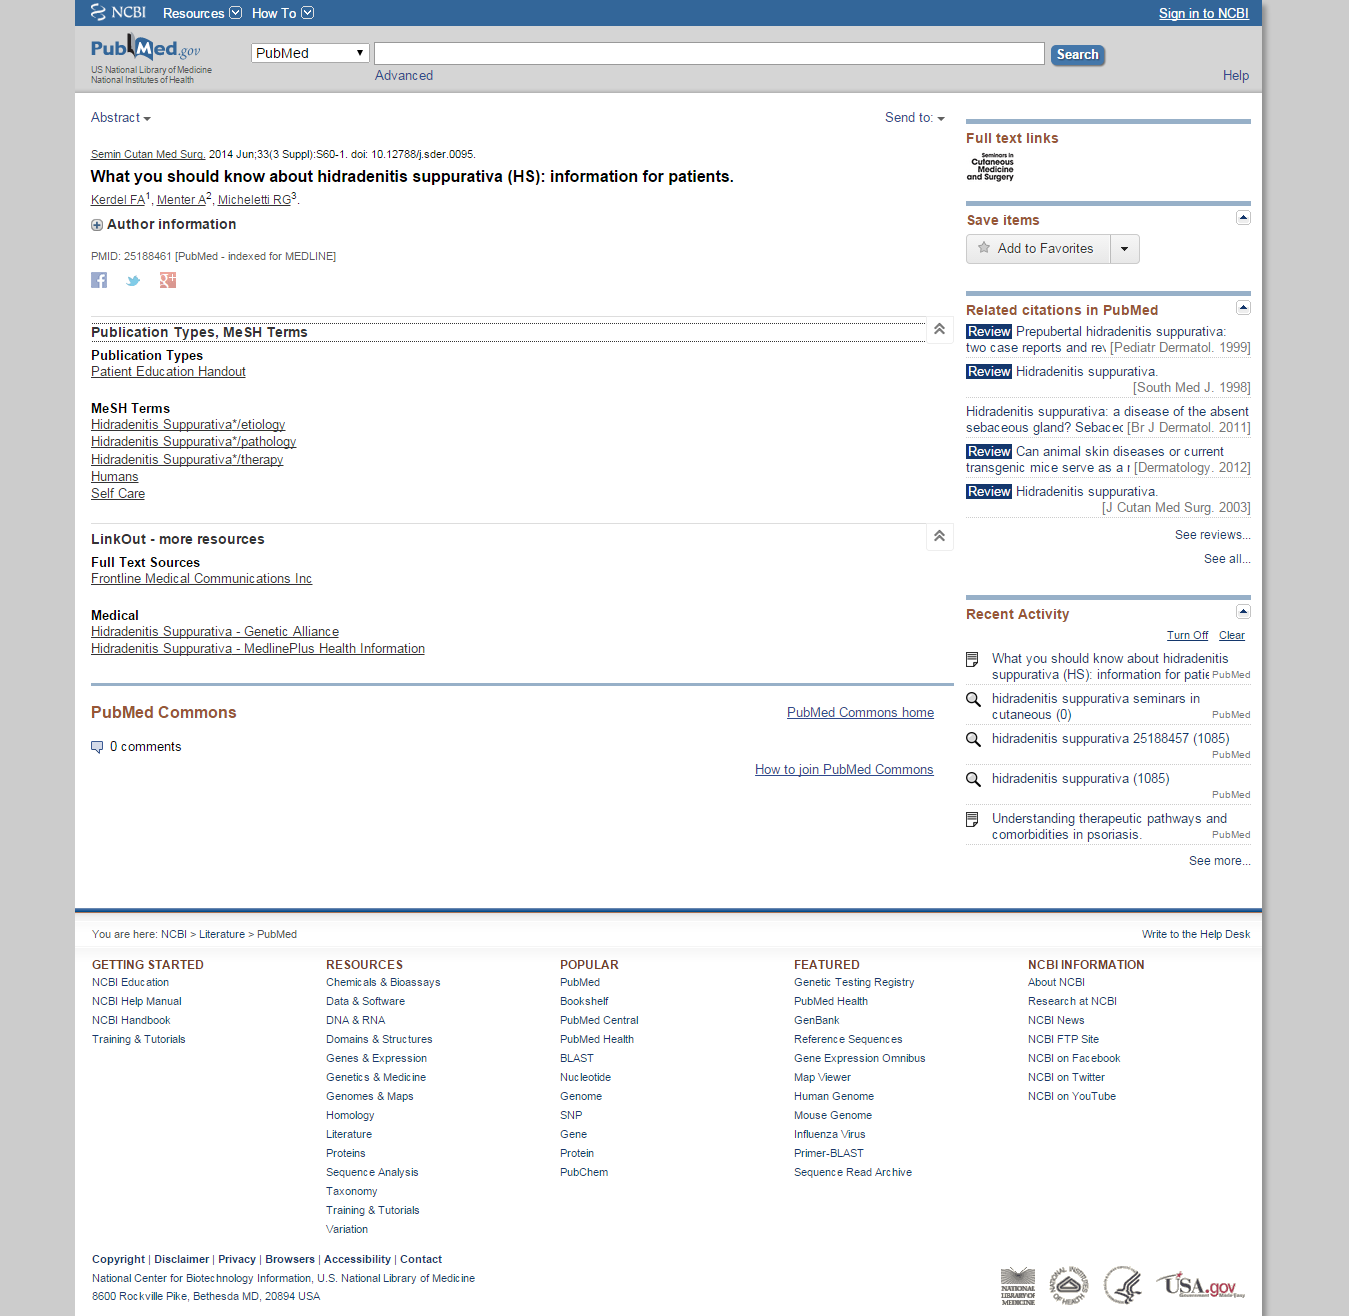 NCBI Resources How To Sign in to NCBI
PubMed.gov
US National Library of Medicine
National Institutes of Health
PubMed Search
Advanced Help
Abstract Send to:
Semin Cutan Med Surg. 2014 Jun;33(3 Suppl):S60-1. doi: 10.12788/j.sder.0095.
What you should know about hidradenitis suppurativa (HS): information for patients.
Kerdel FA1, Menter A2, Micheletti RG3.
Author information
PMID: 25188461 [PubMed - indexed for MEDLINE]
Publication Types, MeSH Terms
Publication Types
Patient Education Handout
MeSH Terms
Hidradenitis Suppurativa*/etiology
Hidradenitis Suppurativa*/pathology
Hidradenitis Suppurativa*/therapy
Humans
Self Care
LinkOut - more resources
Full Text Sources
Frontline Medical Communications Inc
Medical
Hidradenitis Suppurativa - Genetic Alliance
Hidradenitis Suppurativa - MedlinePlus Health Information
PubMed Commons PubMed Commons home
0 comments
How to join PubMed Commons
Full text links
Seminars in
Cutaneous
Medicine
and Surgery
Save items
Add to Favorites
Related citations in PubMed
Review Prepubertal hidradenitis suppurativa:
two case reports and rev [Pediatr Dermatol. 1999]
Review Hidradenitis suppurativa.
[South Med J. 1998]
Hidradenitis suppurativa: a disease of the absent
sebaceous gland? Sebacec [Br J Dermatol. 2011]
Review Can animal skin diseases or current
transgenic mice serve as a r [Dermatology. 2012]
Review Hidradenitis suppurativa.
[J Cutan Med Surg. 2003]
See reviews...
See all...
Recent Activity
Turn Off Clear
What you should know about hidradenitis
suppurativa (HS): information for patie PubMed
hidradenitis suppurativa seminars in
cutaneous (0) PubMed
hidradenitis suppurativa 25188457 (1085)
PubMed
hidradenitis suppurativa (1085)
PubMed
Understanding therapeutic pathways and
comorbidities in psoriasis. PubMed
See more...
You are here: NCBI > Literature > PubMed Write to the Help Desk
GETTING STARTED
NCBI Education
NCBI Help Manual
NCBI Handbook
Training & Tutorials
RESOURCES
Chemicals & Bioassays
Data & Software
DNA & RNA
Domains & Structures
Genes & Expression
Genetics & Medicine
Genomes & Maps
Homology
Literature
Proteins
Sequence Analysis
Taxonomy
Training & Tutorials
Variation
POPULAR
PubMed
Bookshelf
PubMed Central
PubMed Health
BLAST
Nucleotide
Genome
SNP
Gene
Protein
PubChem
FEATURED
Genetic Testing Registry
PubMed Health
GenBank
Reference Sequences
Gene Expression Omnibus
Map Viewer
Human Genome
Mouse Genome
Influenza Virus
Primer-BLAST
Sequence Read Archive
NCBI INFORMATION
About NCBI
Research at NCBI
NCBI News
NCBI FTP Site
NCBI on Facebook
NCBI on Twitter
NCBI on YouTube
Copyright | Disclaimer | Privacy | Browsers | Accessibility | Contact
National Center for Biotechnology Information, U.S. National Library of Medicine
8600 Rockville Pike, Bethesda MD, 20894 USA
NATIONAL
LIBRARY OF
MEDICINE
NATIONAL INSTITUTES
OF HEALTH
USA.gov